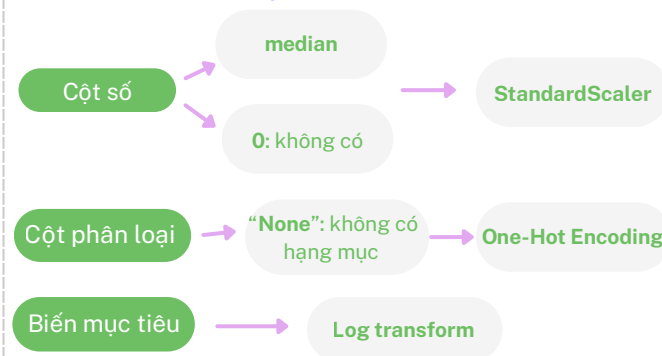 median
Cột số
StandardScaler
0: không có
Cột phân loại
“None”: không có
hạng mục
One-Hot Encoding
Biến mục tiêu
Log transform